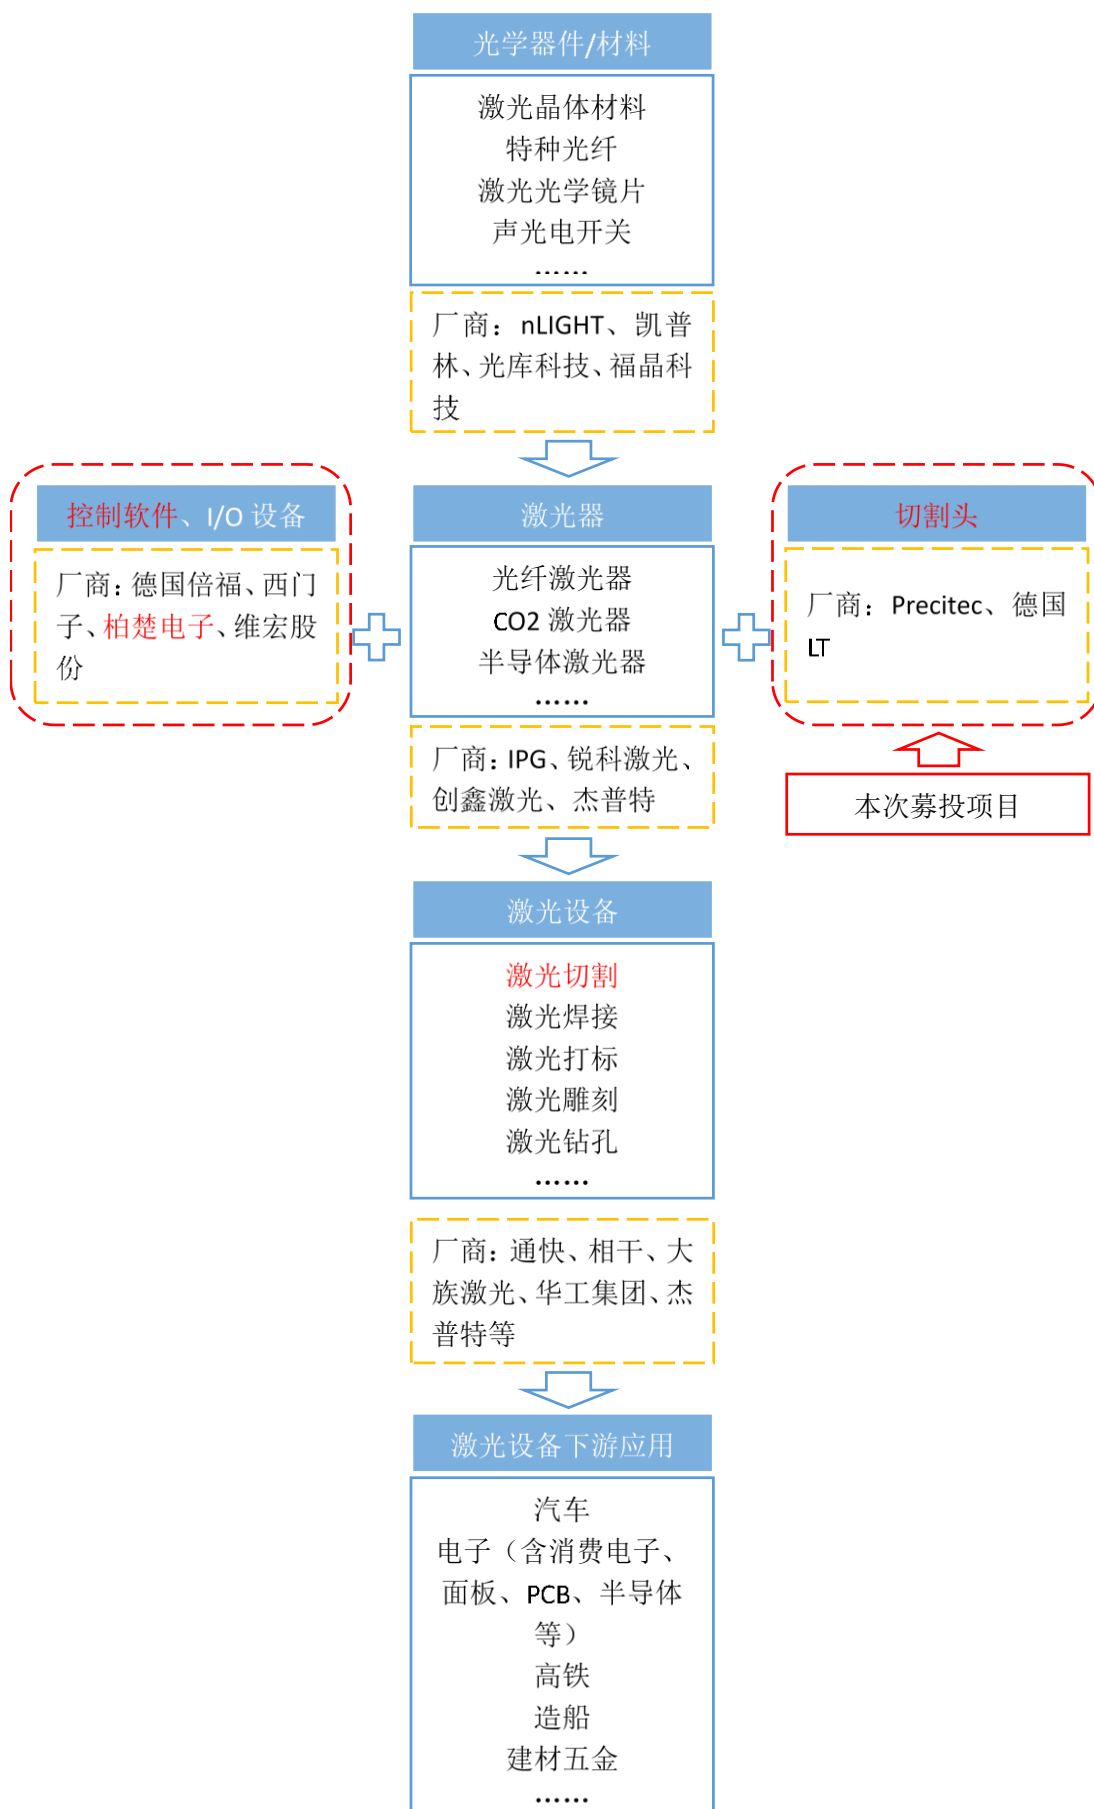 光学器件/材料
激光晶体材料
特种光纤
激光光学镜片
声光电开关
……
厂商：nLIGHT、凯普
林、光库科技、福晶科
技
控制软件、I/O 设备
厂商：德国倍福、西门
子、柏楚电子、维宏股
份
激光器
光纤激光器
CO2 激光器
半导体激光器
……
厂商：IPG、锐科激光、
创鑫激光、杰普特
切割头
厂商：Precitec、德国
LT
本次募投项目
激光设备
激光切割
激光焊接
激光打标
激光雕刻
激光钻孔
……
厂商：通快、相干、大
族激光、华工集团、杰
普特等
激光设备下游应用
汽车
电子（含消费电子、
面板、PCB、半导体
等）
高铁
造船
建材五金
……